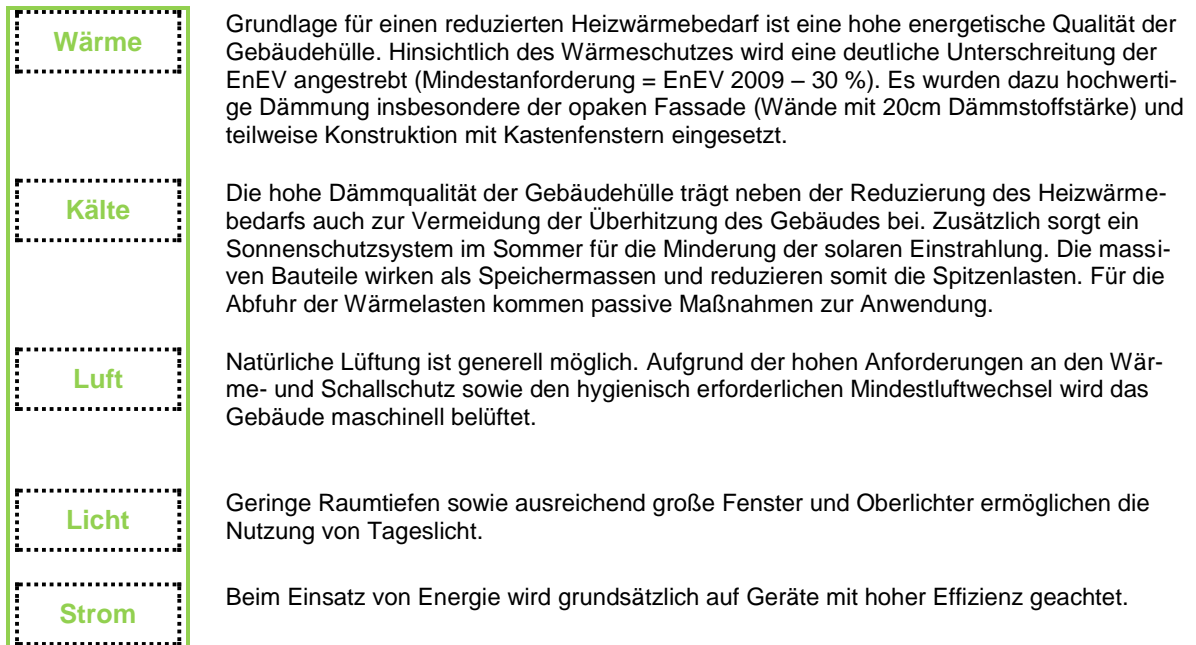 Wärme
Grundlage für einen reduzierten Heizwärmebedarf ist eine hohe energetische Qualität der
Gebäudehülle. Hinsichtlich des Wärmeschutzes wird eine deutliche Unterschreitung der
EnEV angestrebt (Mindestanforderung = EnEV 2009 – 30 %). Es wurden dazu hochwerti-
ge Dämmung insbesondere der opaken Fassade (Wände mit 20cm Dämmstoffstärke) und
teilweise Konstruktion mit Kastenfenstern eingesetzt.
Kälte
Die hohe Dämmqualität der Gebäudehülle trägt neben der Reduzierung des Heizwärme-
bedarfs auch zur Vermeidung der Überhitzung des Gebäudes bei. Zusätzlich sorgt ein
Sonnenschutzsystem im Sommer für die Minderung der solaren Einstrahlung. Die massi-
ven Bauteile wirken als Speichermassen und reduzieren somit die Spitzenlasten. Für die
Abfuhr der Wärmelasten kommen passive Maßnahmen zur Anwendung.
Luft
Natürliche Lüftung ist generell möglich. Aufgrund der hohen Anforderungen an den Wär-
me- und Schallschutz sowie den hygienisch erforderlichen Mindestluftwechsel wird das
Gebäude maschinell belüftet.
Licht
Geringe Raumtiefen sowie ausreichend große Fenster und Oberlichter ermöglichen die
Nutzung von Tageslicht.
Strom
Beim Einsatz von Energie wird grundsätzlich auf Geräte mit hoher Effizienz geachtet.